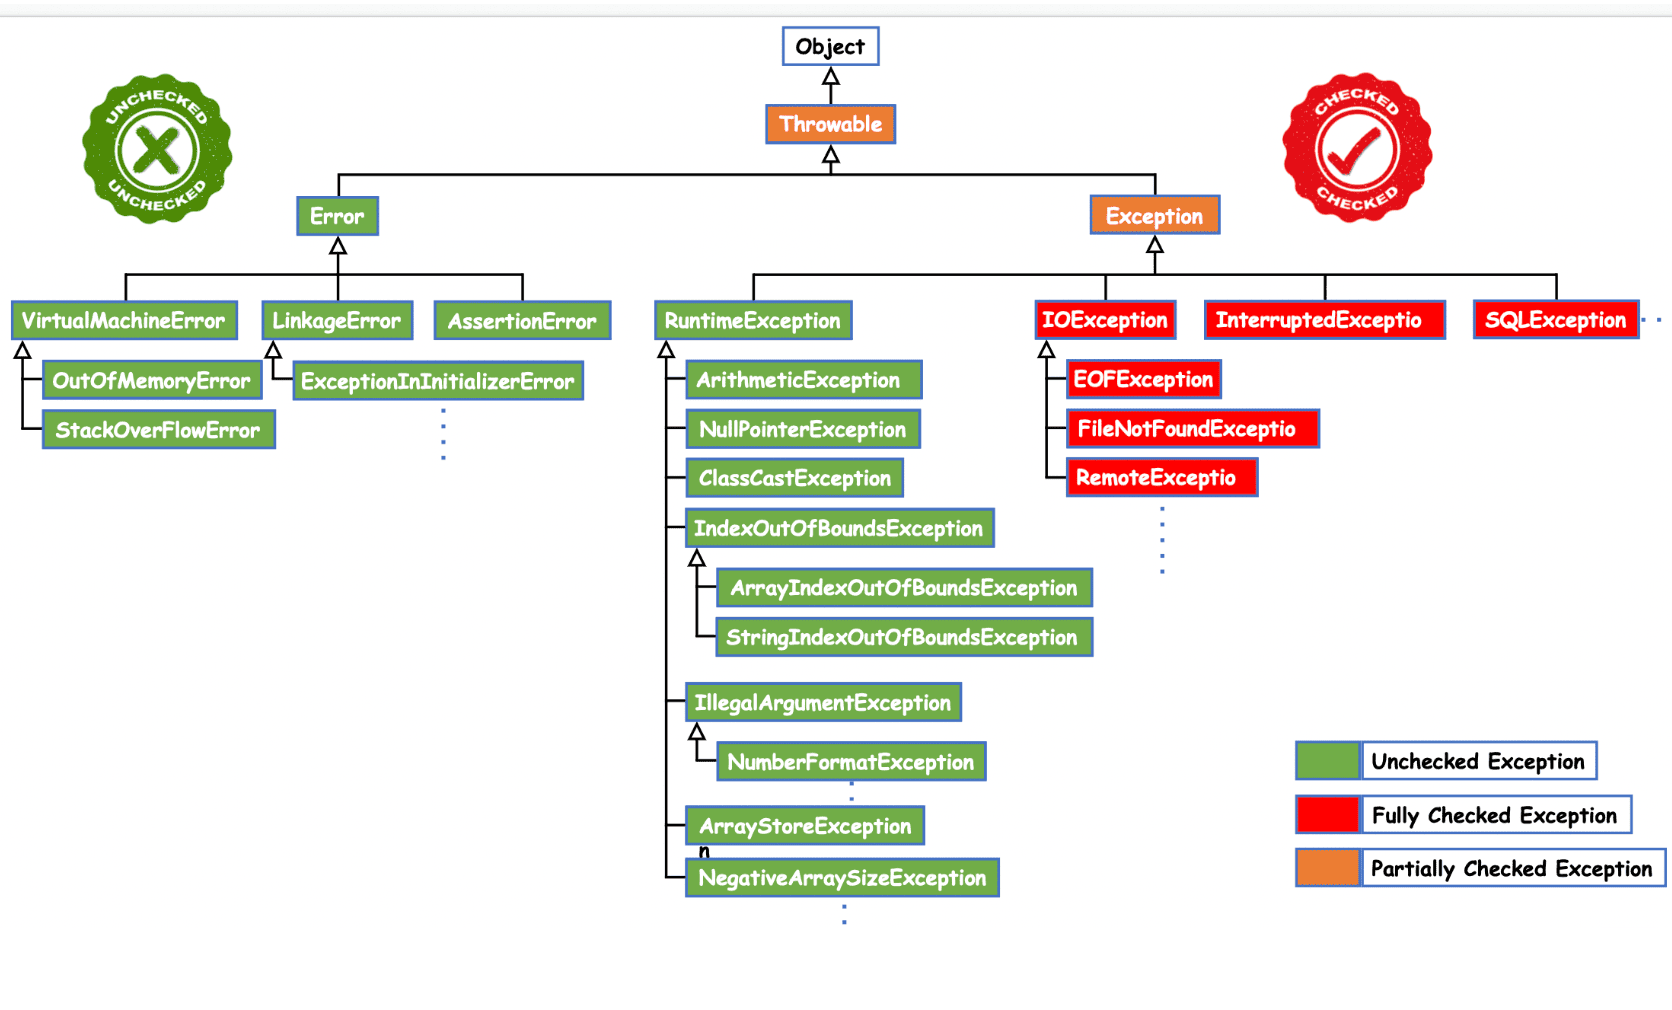 Object
UNCHECKED
UNCHECKED
CHECKED
CHECKED
Throwable
Error
Exception
VirtualMachineError
LinkageError
AssertionError
RuntimeException
IOException
InterruptedExceptio
SQLException
OutOfMemoryError
ExceptionInInitializerError
ArithmeticException
EOFException
StackOverFlowError
NullPointerException
FileNotFoundExceptio
ClassCastException
RemoteExceptio
IndexOutOfBoundsException
ArrayIndexOutOfBoundsException
StringIndexOutOfBoundsException
IllegalArgumentException
NumberFormatException
Unchecked Exception
ArrayStoreException
Fully Checked Exception
n
NegativeArraySizeException
Partially Checked Exception